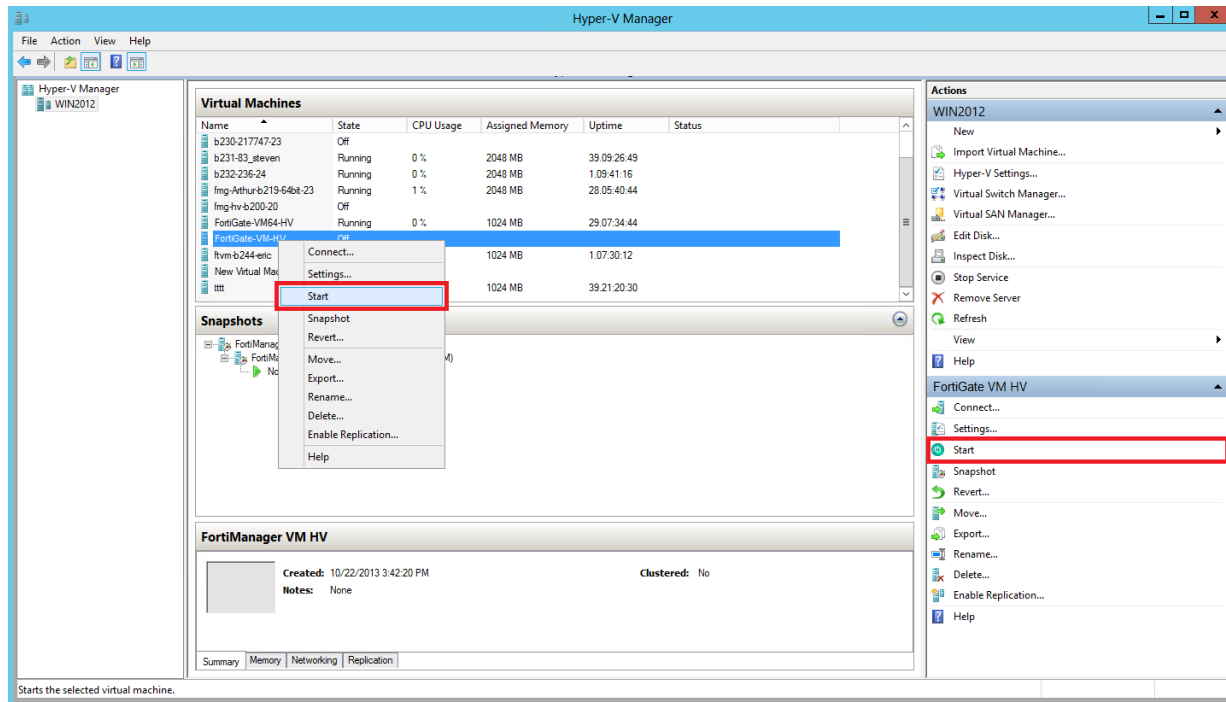 Hyper-V Manager
File Action View Help
Hyper-V Manager
WIN2012
Virtual Machines
Name State CPU Usage Assigned Memory Uptime Status
b230-217747-23 Off
b231-83_steven Running 0 % 2048 MB 39.09:26:49
b232-236-24 Running 0 % 2048 MB 1.09:41:16
fmg-Arthur-b219-64bit-23 Running 1 % 2048 MB 28.05:40:44
fmg-hv-b200-20 Off
FortiGate-VM64-HV Running 0 % 1024 MB 29.07:34:44
FortiGate-VM-HV Off
ftvm-b244-eric 1024 MB 1.07:30:12
New Virtual Mac
tttt 1024 MB 39.21:20:30
Connect...
Settings...
Start
Snapshot
Revert...
Move...
Export...
Rename...
Delete...
Enable Replication...
Help
Snapshots
FortiManag
FortiMa M)
No
FortiManager VM HV
Created: 10/22/2013 3:42:20 PM Clustered: No
Notes: None
Summary Memory Networking Replication
Actions
WIN2012
New
Import Virtual Machine...
Hyper-V Settings...
Virtual Switch Manager...
Virtual SAN Manager...
Edit Disk...
Inspect Disk...
Stop Service
Remove Server
Refresh
View
Help
FortiGate VM HV
Connect...
Settings...
Start
Snapshot
Revert...
Move...
Export...
Rename...
Delete...
Enable Replication...
Help
Starts the selected virtual machine.